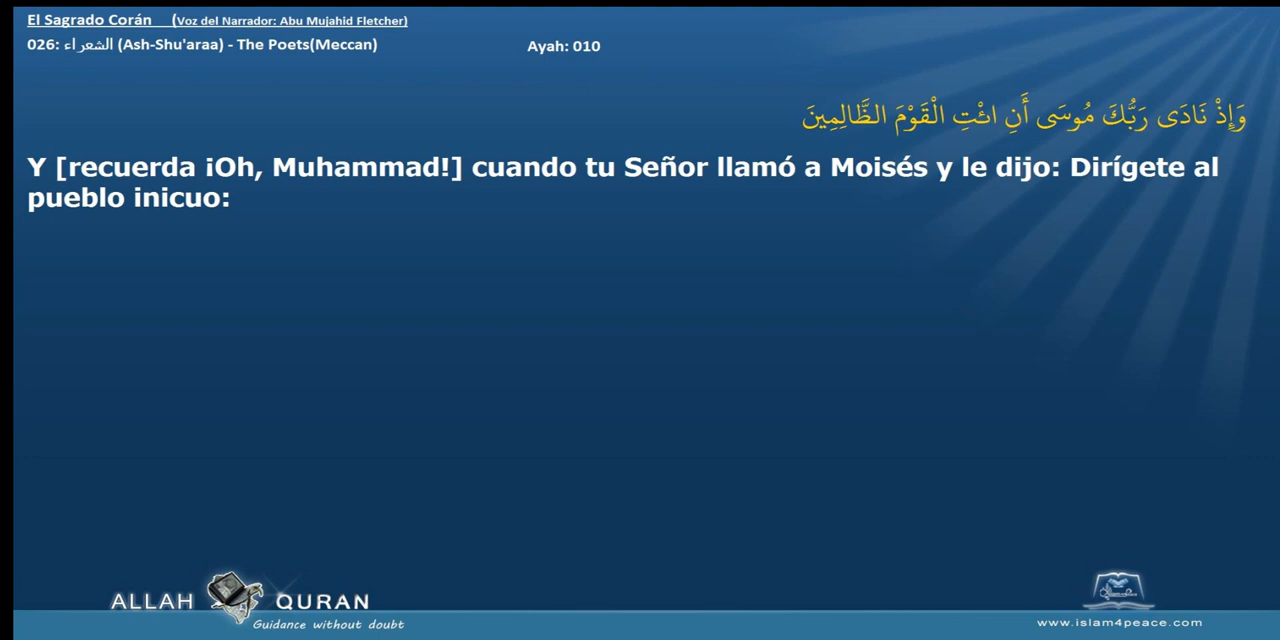 El Sagrado Corán (Voz del Narrador: Abu Mujahid Fletcher)
026: الشعراء (Ash-Shu'araa) - The Poets(Meccan) Ayah: 010
وَإِذْ نَادَى رَبُّكَ مُوسَى أَنِ ائْتِ الْقَوْمَ الظَّالِمِينَ
Y [recuerda ¡Oh, Muhammad!] cuando tu Señor llamó a Moisés y le dijo: Dirígete al
pueblo inicuo:
ALLAH QURAN
Guidance without doubt
www.islam4peace.com